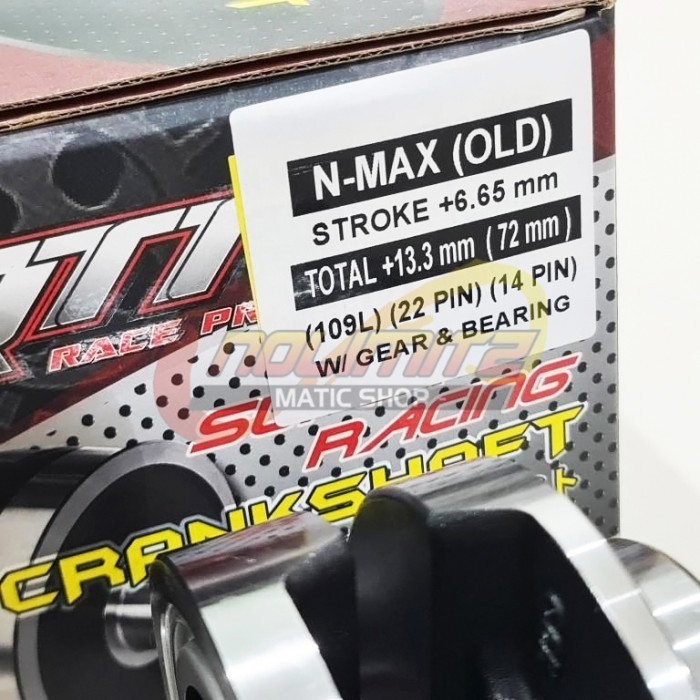 N-MAX (OLD)
STROKE +6.65 mm
TOTAL +13.3 mm ( 72 mm )
(109L) (22 PIN) (14 PIN)
W/ GEAR & BEARING
RACE
MATIC SHOP
RACING
CRANKSHAFT